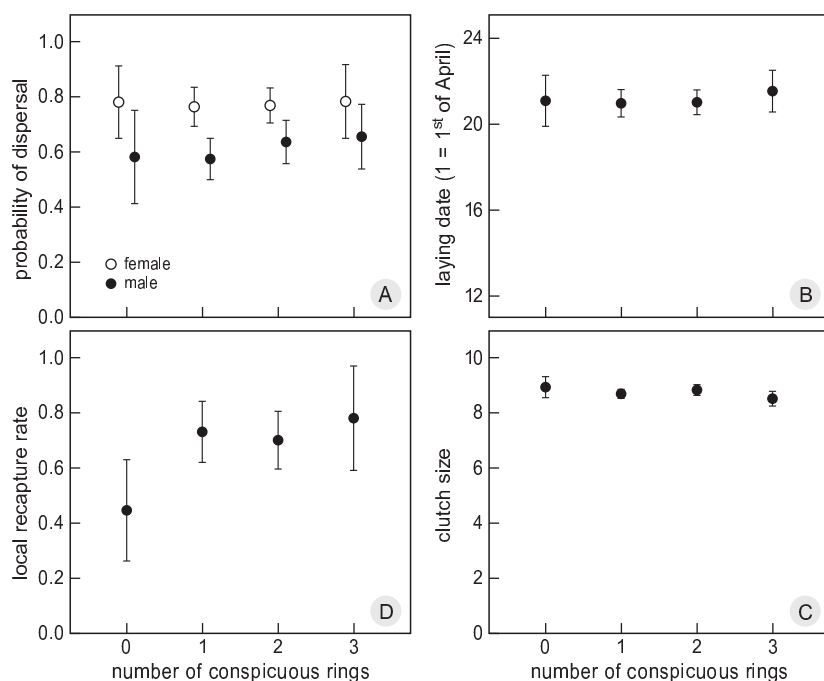 probability of dispersal
1.0
0.8
0.6
0.4
0.2
0.0
female
male
A
laying date (1 = 1st of April)
24
20
16
12
B
local recapture rate
1.0
0.8
0.6
0.4
0.2
0.0
D
0 1 2 3
number of conspicuous rings
clutch size
10
8
6
4
2
0
C
0 1 2 3
number of conspicuous rings